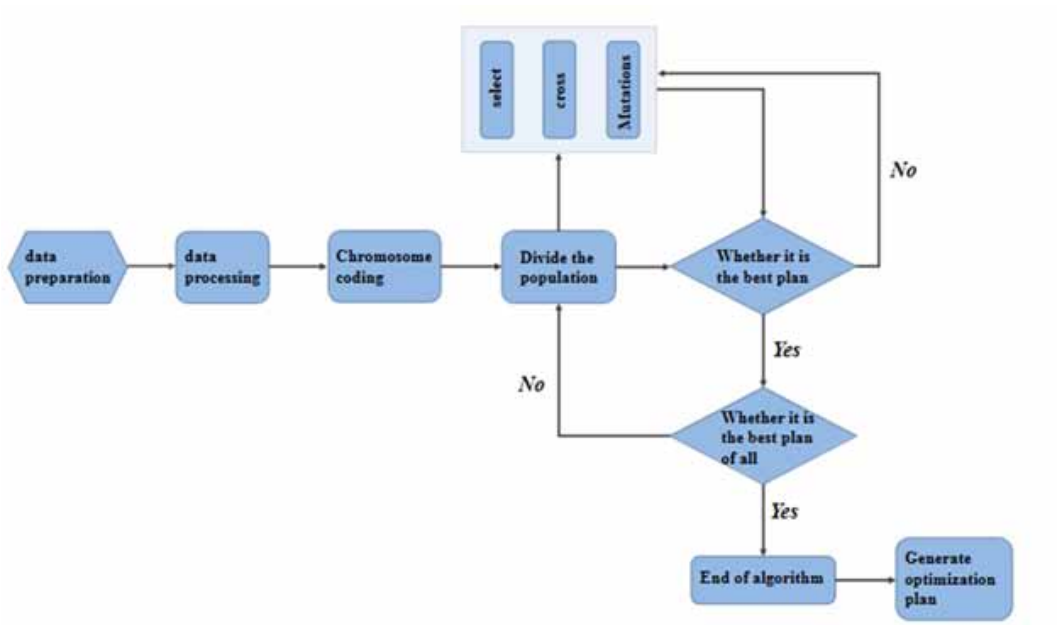 select
cross
Mutations
No
data
preparation
data
processing
Chromosome
coding
Divide the
population
Whether it is
the best plan
Yes
No
Whether it is
the best plan
of all
Yes
End of algorithm
Generate
optimization
plan